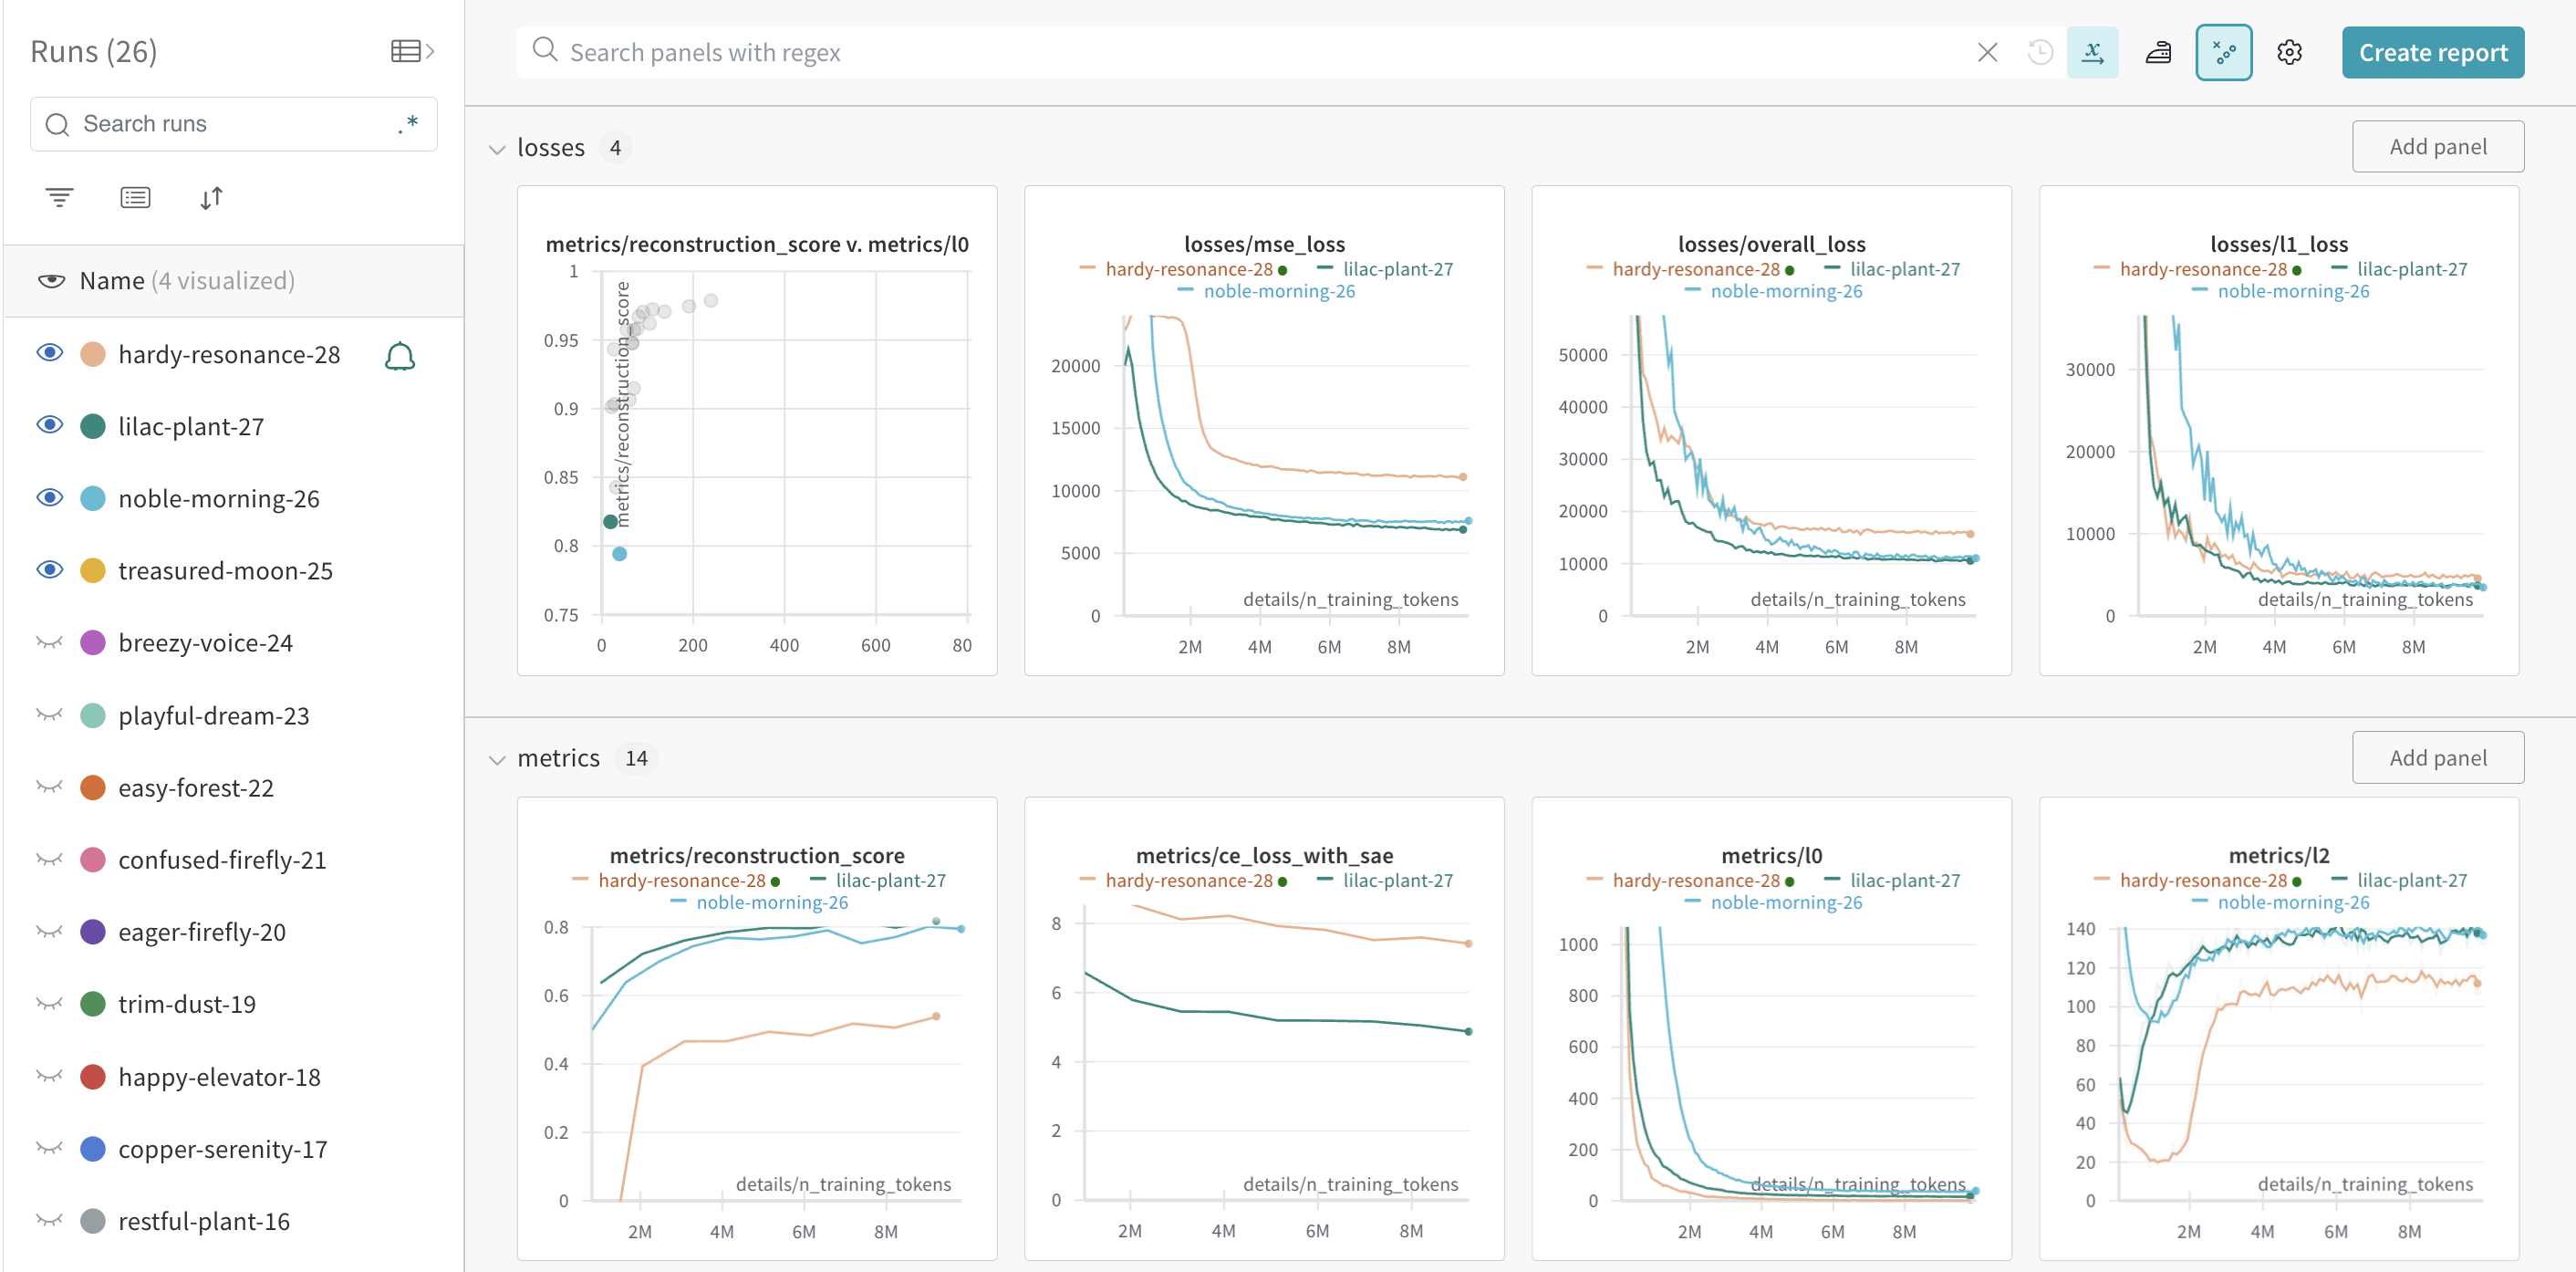 Runs (26)
Search runs
.*
Name (4 visualized)
hardy-resonance-28
lilac-plant-27
noble-morning-26
treasured-moon-25
breezy-voice-24
playful-dream-23
easy-forest-22
confused-firefly-21
eager-firefly-20
trim-dust-19
happy-elevator-18
copper-serenity-17
restful-plant-16
Search panels with regex
x
Create report
losses 4
Add panel
metrics/reconstruction_score v. metrics/l0
1
0.95
0.9
0.85
0.8
0.75
metrics/reconstruction_score
0 200 400 600 80
losses/mse_loss
hardy-resonance-28 lilac-plant-27
noble-morning-26
20000
15000
10000
5000
0
details/n_training_tokens
2M 4M 6M 8M
losses/overall_loss
hardy-resonance-28 lilac-plant-27
noble-morning-26
50000
40000
30000
20000
10000
0
details/n_training_tokens
2M 4M 6M 8M
losses/l1_loss
hardy-resonance-28 lilac-plant-27
noble-morning-26
30000
20000
10000
0
details/n_training_tokens
2M 4M 6M 8M
metrics 14
Add panel
metrics/reconstruction_score
hardy-resonance-28 lilac-plant-27
noble-morning-26
0.8
0.6
0.4
0.2
0
details/n_training_tokens
2M 4M 6M 8M
metrics/ce_loss_with_sae
hardy-resonance-28 lilac-plant-27
8
6
4
2
0
details/n_training_tokens
2M 4M 6M 8M
metrics/l0
hardy-resonance-28 lilac-plant-27
noble-morning-26
1000
800
600
400
200
0
details/n_training_tokens
2M 4M 6M 8M
metrics/l2
hardy-resonance-28 lilac-plant-27
noble-morning-26
140
120
100
80
60
40
20
0
details/n_training_tokens
2M 4M 6M 8M